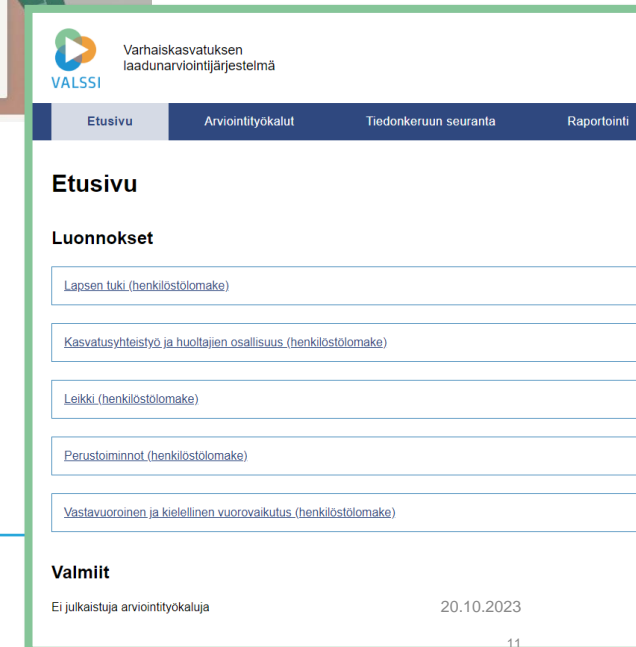 Varhaiskasvatuksen
laadunarviointijärjestelmä
VALSSI
Etusivu Arviointityökalut Tiedonkeruun seuranta Raportointi
Etusivu
Luonnokset
Lapsen tuki (henkilöstölomake)
Kasvatusyhteistyö ja huoltajien osallisuus (henkilöstölomake)
Leikki (henkilöstölomake)
Perustoiminnot (henkilöstölomake)
Vastavuoroinen ja kielellinen vuorovaikutus (henkilöstölomake)
Valmiit
Ei julkaistuja arviointityökaluja
20.10.2023
11